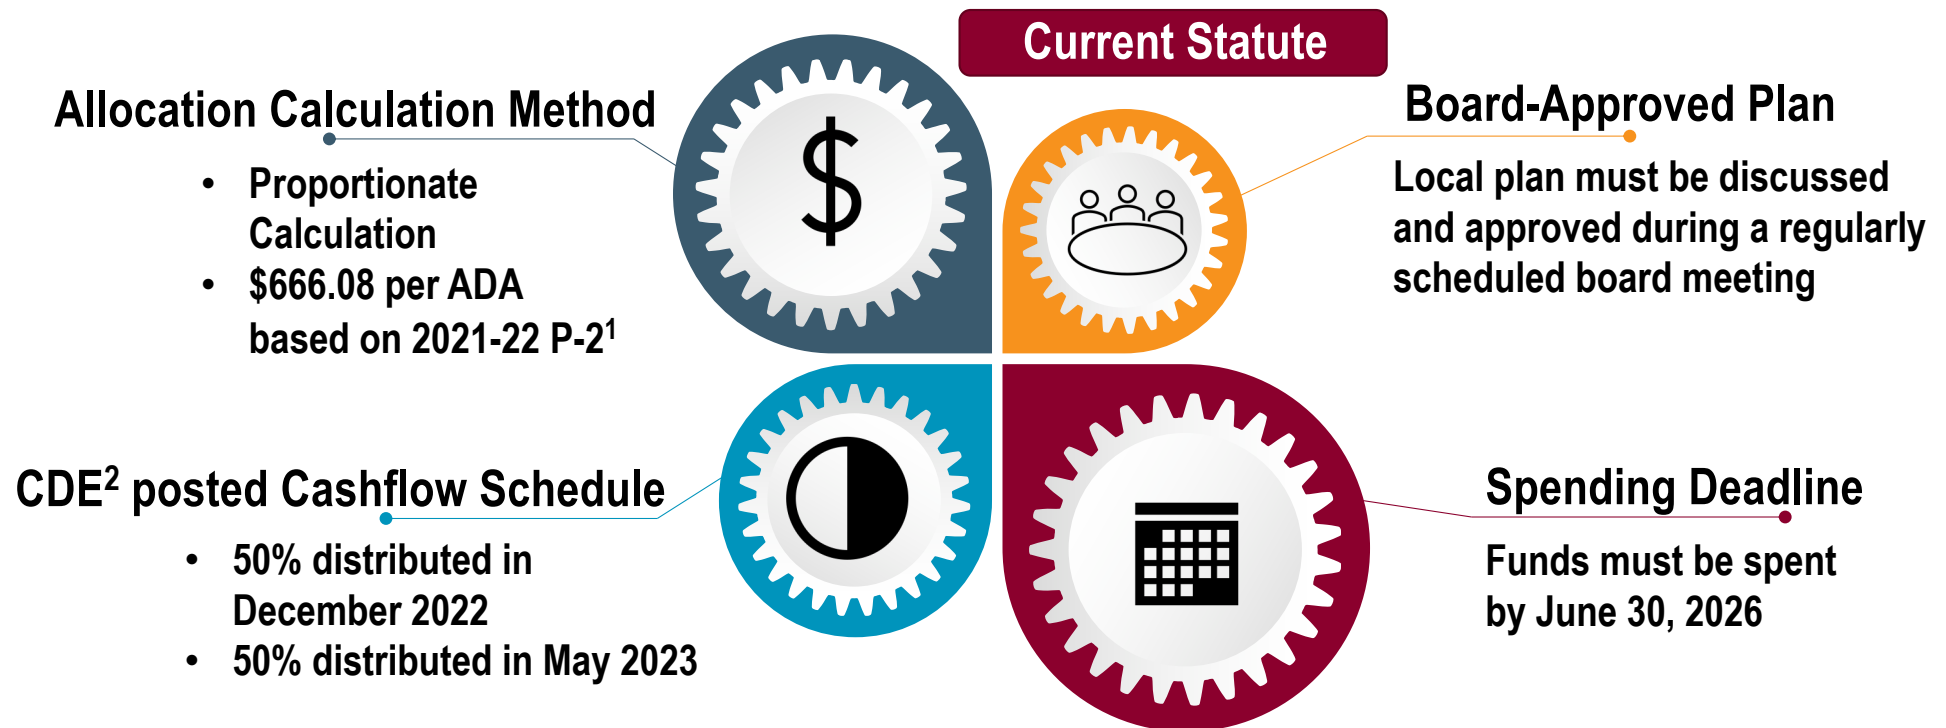 Current Statute
Allocation Calculation Method
• Proportionate
Calculation
• $666.08 per ADA
based on 2021-22 P-2¹
Board-Approved Plan
Local plan must be discussed
and approved during a regularly
scheduled board meeting
CDE² posted Cashflow Schedule
• 50% distributed in
December 2022
• 50% distributed in May 2023
Spending Deadline
Funds must be spent
by June 30, 2026